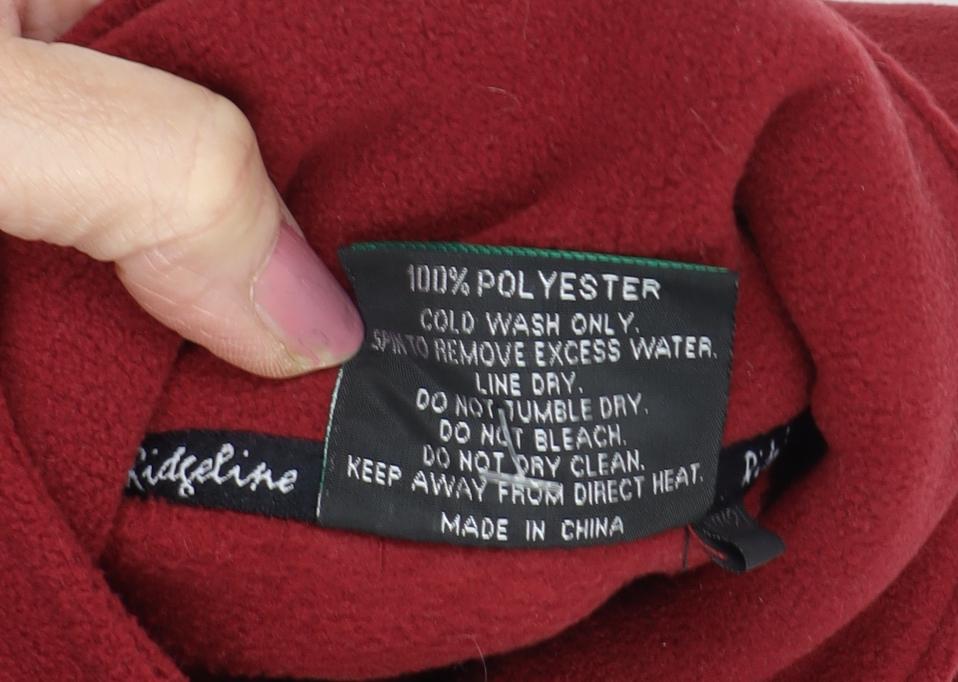 100% POLYESTER
COLD WASH ONLY.
SPIN TO REMOVE EXCESS WATER.
LINE DRY.
DO NOT TUMBLE DRY.
DO NOT BLEACH.
DO NOT DRY CLEAN.
KEEP AWAY FROM DIRECT HEAT.
MADE IN CHINA
Ridgeline